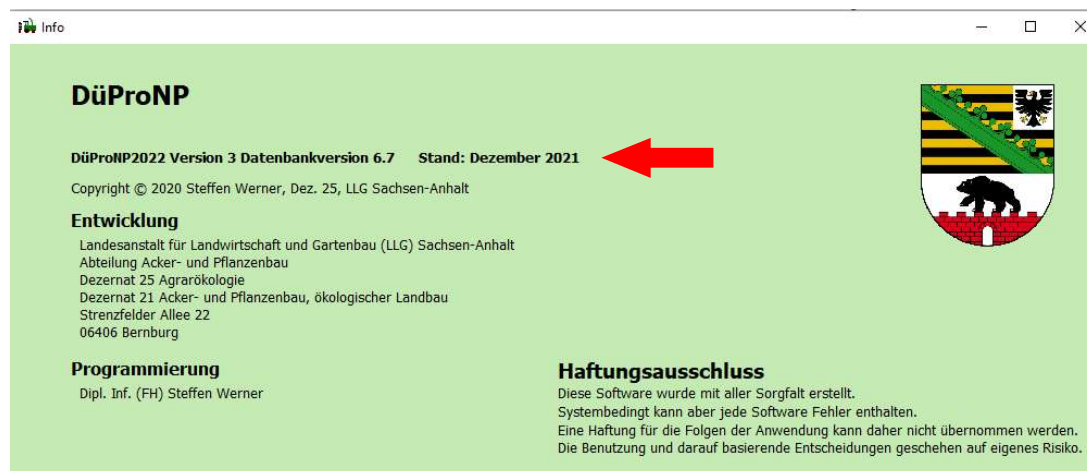 Info
DüProNP
DüProNP2022 Version 3 Datenbankversion 6.7 Stand: Dezember 2021
Copyright © 2020 Steffen Werner, Dez. 25, LLG Sachsen-Anhalt
Entwicklung
Landesanstalt für Landwirtschaft und Gartenbau (LLG) Sachsen-Anhalt
Abteilung Acker- und Pflanzenbau
Dezernat 25 Agrarökologie
Dezernat 21 Acker- und Pflanzenbau, ökologischer Landbau
Strenzfelder Allee 22
06406 Bernburg
Programmierung
Dipl. Inf. (FH) Steffen Werner
Haftungsausschluss
Diese Software wurde mit aller Sorgfalt erstellt.
Systembedingt kann aber jede Software Fehler enthalten.
Eine Haftung für die Folgen der Anwendung kann daher nicht übernommen werden.
Die Benutzung und darauf basierende Entscheidungen geschehen auf eigenes Risiko.